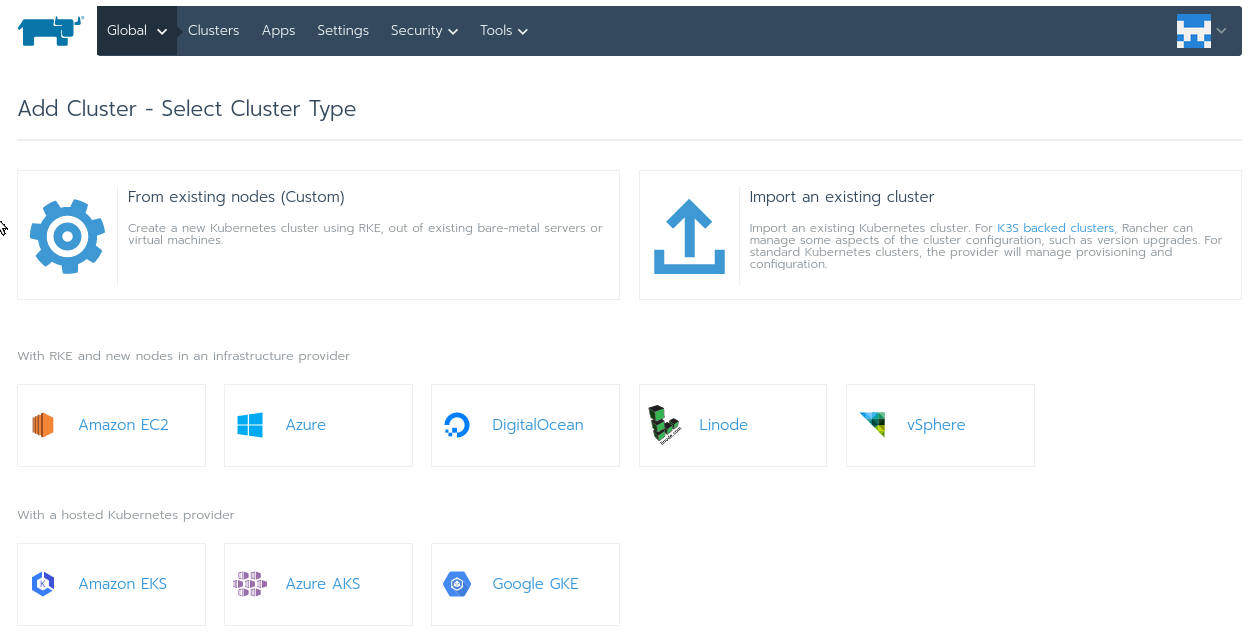 Global Clusters Apps Settings Security Tools
Add Cluster - Select Cluster Type
From existing nodes (Custom)
Create a new Kubernetes cluster using RKE, out of existing bare-metal servers or
virtual machines.
Import an existing cluster
Import an existing Kubernetes cluster. For K3S backed clusters, Rancher can
manage some aspects of the cluster configuration, such as version upgrades. For
standard Kubernetes clusters, the provider will manage provisioning and
configuration.
With RKE and new nodes in an infrastructure provider
Amazon EC2 Azure DigitalOcean linode.com Linode vSphere
With a hosted Kubernetes provider
Amazon EKS Azure AKS Google GKE